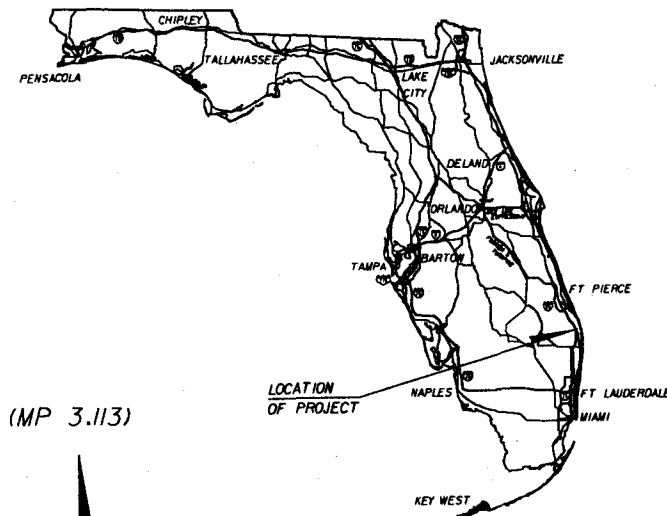 CHIPLEY
TALLAHASSEE
PENSACOLA
JACKSONVILLE
LAKE
CITY
DELAND
ORLANDO
TAMPA
BARTOW
FT PIERCE
LOCATION
OF PROJECT
NAPLES
FT LAUDERDALE
MIAMI
(MP 3.113)
KEY WEST